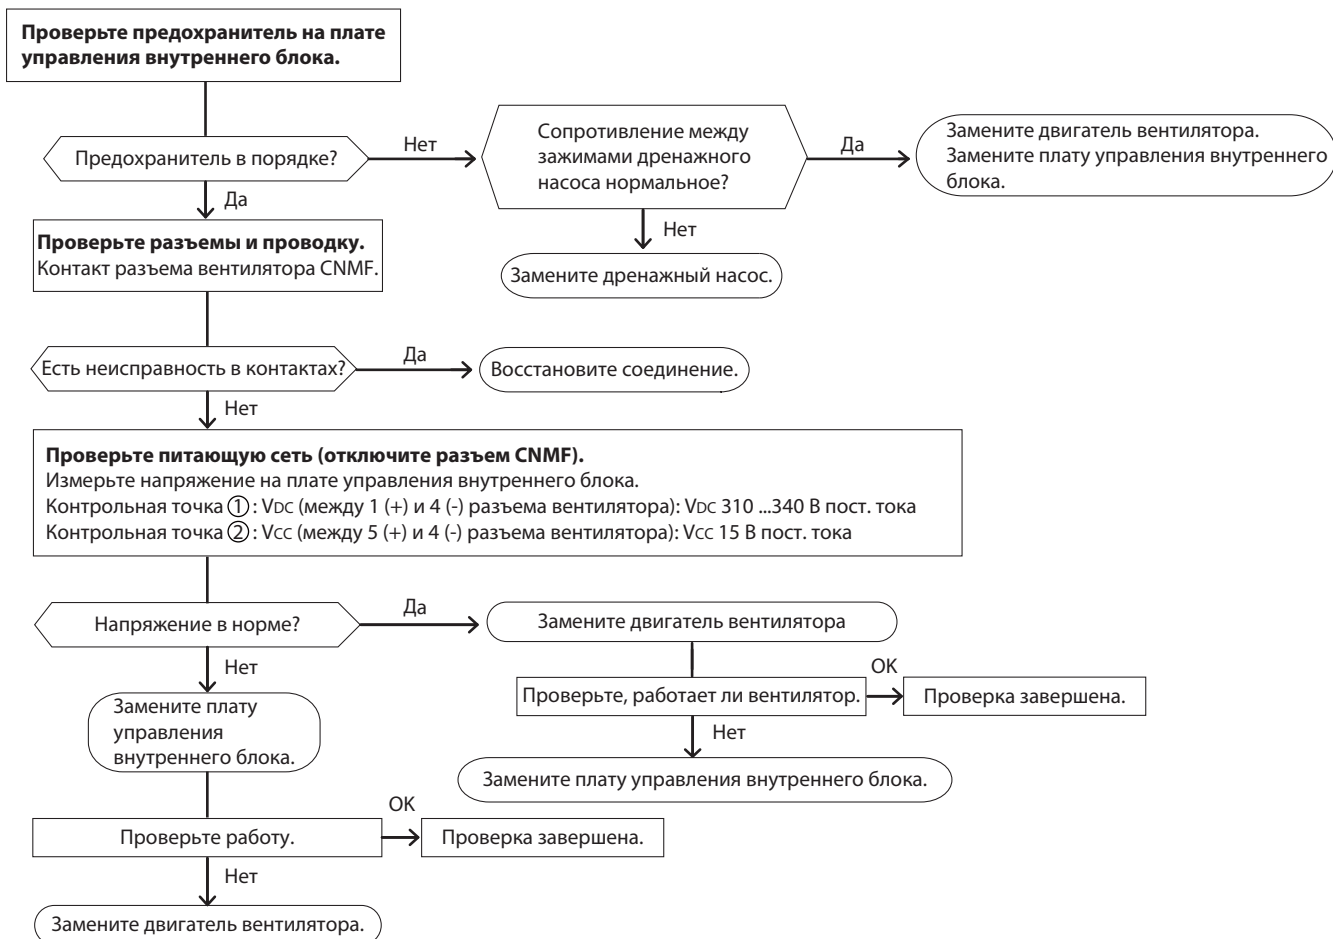 Проверьте предохранитель на плате
управления внутреннего блока.
Предохранитель в порядке?
Нет
Сопротивление между
зажимами дренажного
насоса нормальное?
Да
Замените двигатель вентилятора.
Замените плату управления внутреннего
блока.
Да
Нет
Проверьте разъемы и проводку.
Контакт разъема вентилятора CNMF.
Замените дренажный насос.
Есть неисправность в контактах?
Да
Восстановите соединение.
Нет
Проверьте питающую сеть (отключите разъем CNMF).
Измерьте напряжение на плате управления внутреннего блока.
Контрольная точка ①: VDC (между 1 (+) и 4 (-) разъема вентилятора): VDC 310 ...340 В пост. тока
Контрольная точка ②: VCC (между 5 (+) и 4 (-) разъема вентилятора): VCC 15 В пост. тока
Напряжение в норме?
Да
Замените двигатель вентилятора
Нет
OK
Проверьте, работает ли вентилятор.
Проверка завершена.
Нет
Замените плату
управления
внутреннего блока.
Замените плату управления внутреннего блока.
OK
Проверьте работу.
Проверка завершена.
Нет
Замените двигатель вентилятора.